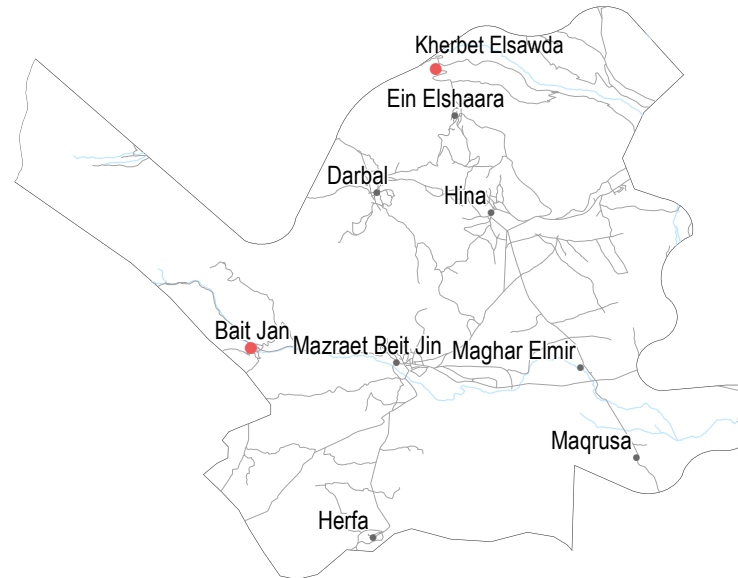 Kherbet Elsawda
Ein Elshaara
Darbal
Hina
Bait Jan
Mazraet Beit Jin
Maghar Elmir
Maqrusa
Herfa